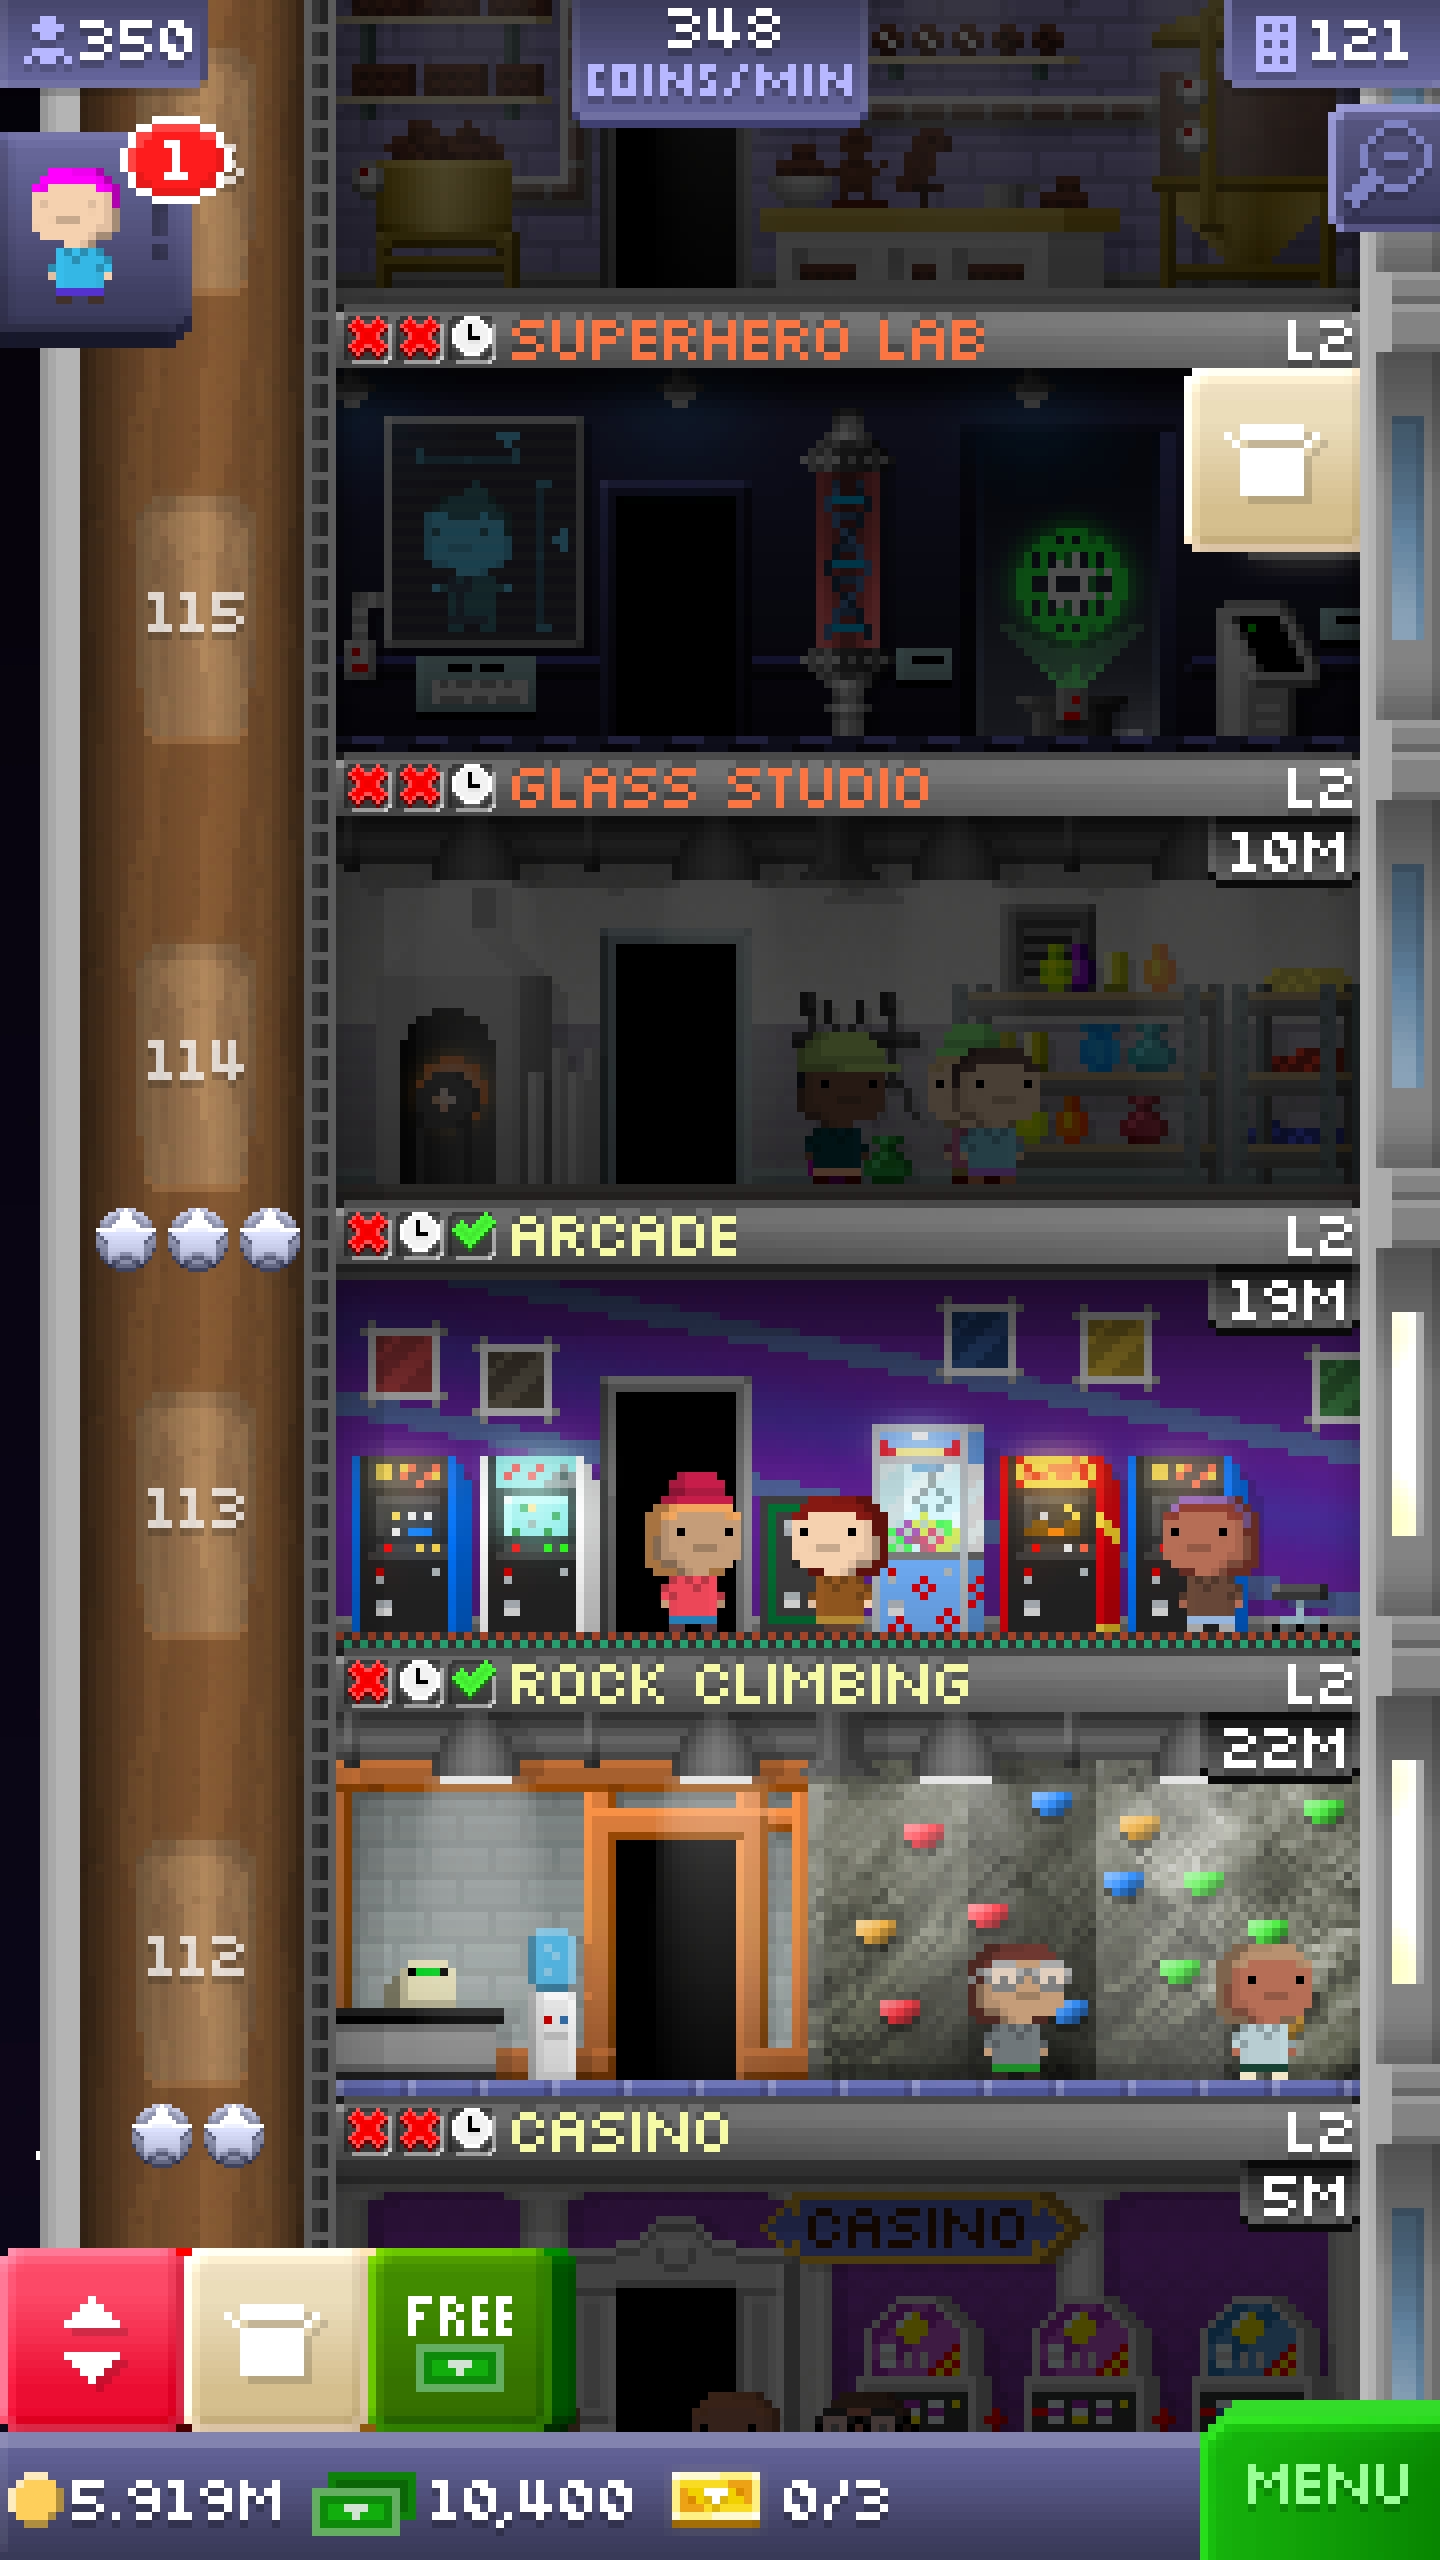 350
348
COINS/MIN
121
1
SUPERHERO LAB
L2
115
GLASS STUDIO
L2
10M
114
ARCADE
L2
19M
113
ROCK CLIMBING
L2
22M
112
CASINO
L2
5M
CASINO
FREE
5.919M
10,400
0/3
MENU